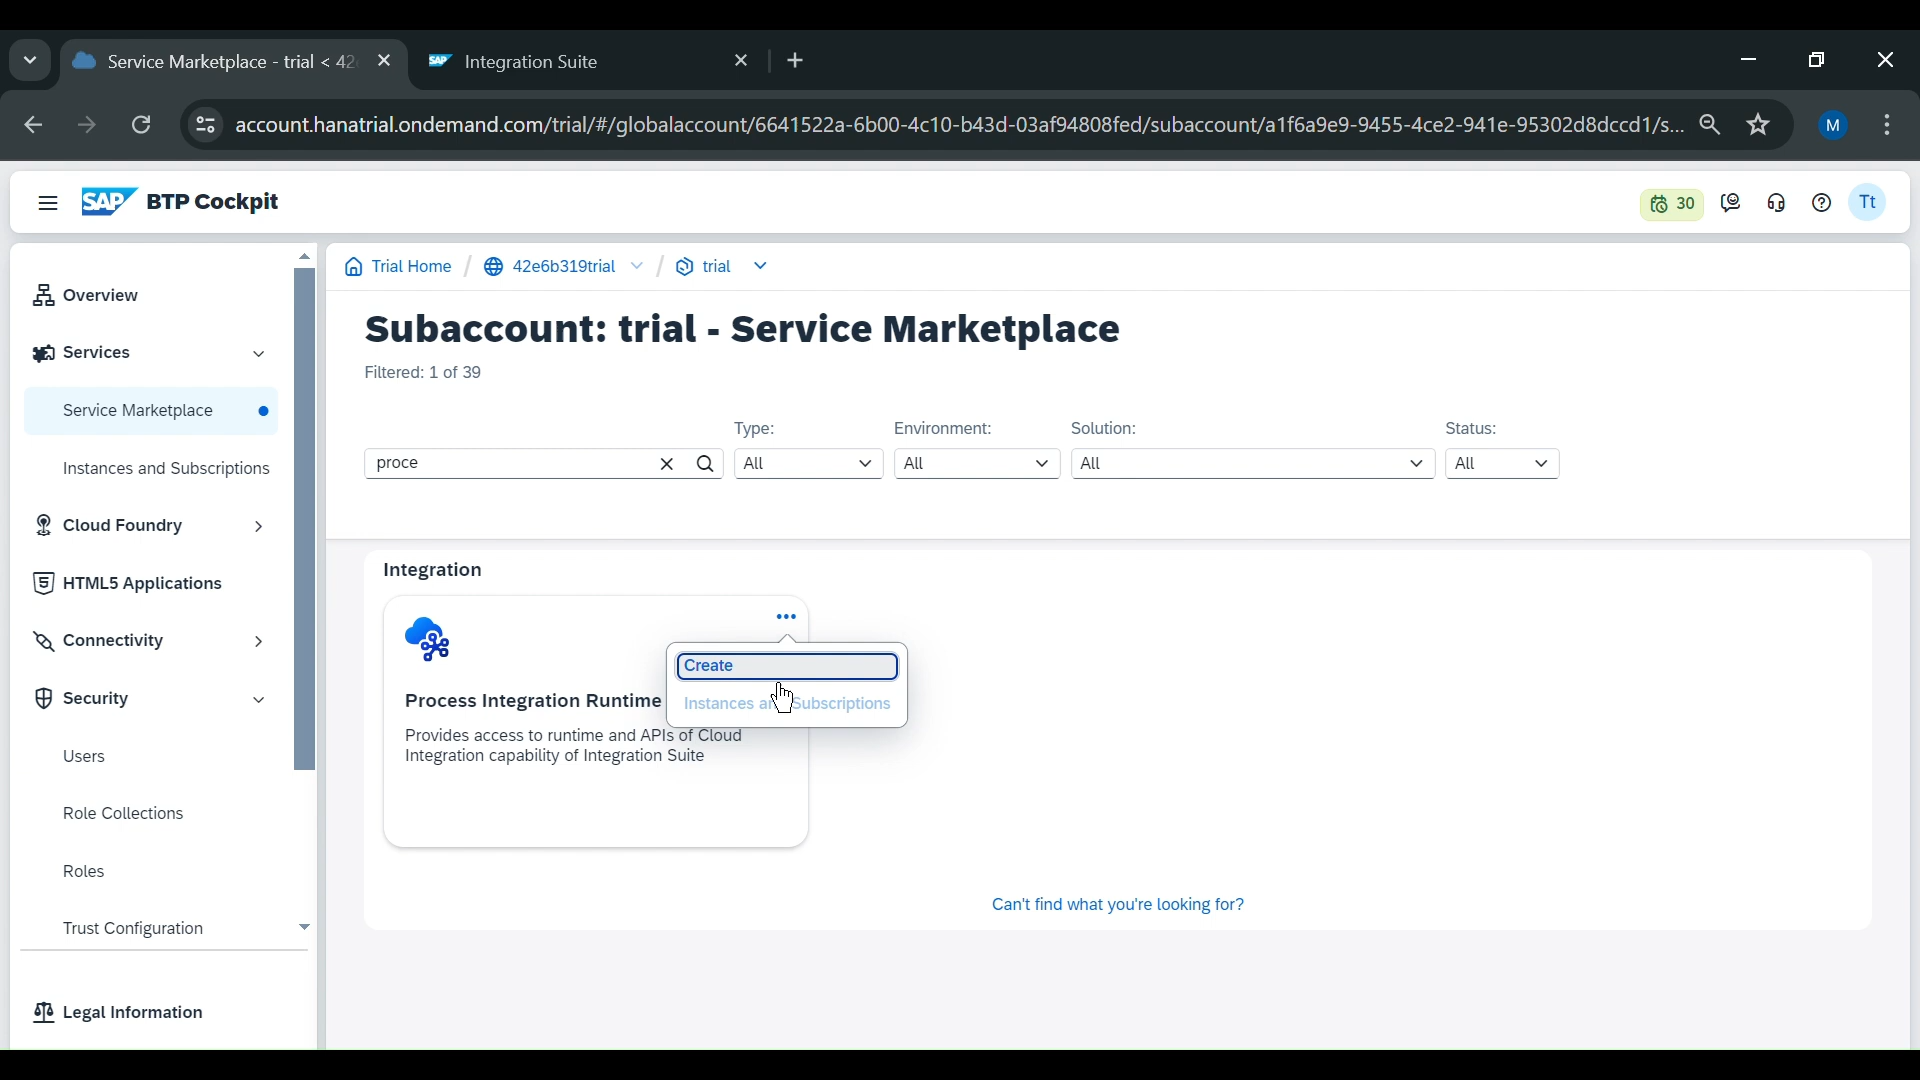 Service Marketplace - trial < 42
Integration Suite
account.hanatrial.ondemand.com/trial/#/globalaccount/6641522a-6b00-4c10-b43d-03af94808fed/subaccount/a1f6a9e9-9455-4ce2-941e-95302d8dccd1/s...
M
SAP BTP Cockpit
30
Tt
Trial Home / 42e6b319trial / trial
Overview
Services
Service Marketplace
Instances and Subscriptions
Cloud Foundry
HTML5 Applications
Connectivity
Security
Users
Role Collections
Roles
Trust Configuration
Legal Information
Subaccount: trial - Service Marketplace
Filtered: 1 of 39
Type:
Environment:
Solution:
Status:
proce
All
All
All
All
Integration
Create
Instances and Subscriptions
Process Integration Runtime
Provides access to runtime and APIs of Cloud
Integration capability of Integration Suite
Can't find what you're looking for?